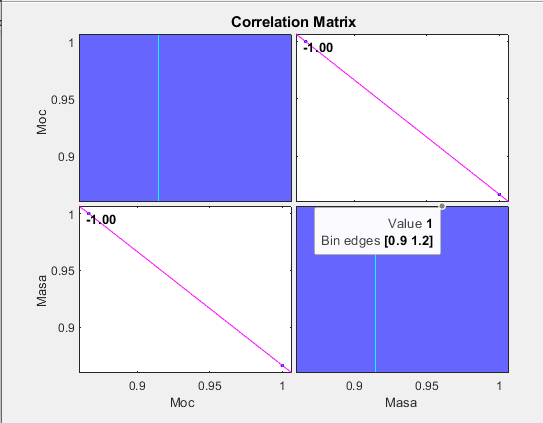 Correlation Matrix
1
0.95
0.9
Moc
-1.00
1
0.95
0.9
Masa
-1.00
Value 1
Bin edges [0.9 1.2]
0.9 0.95 1
Moc
0.9 0.95 1
Masa